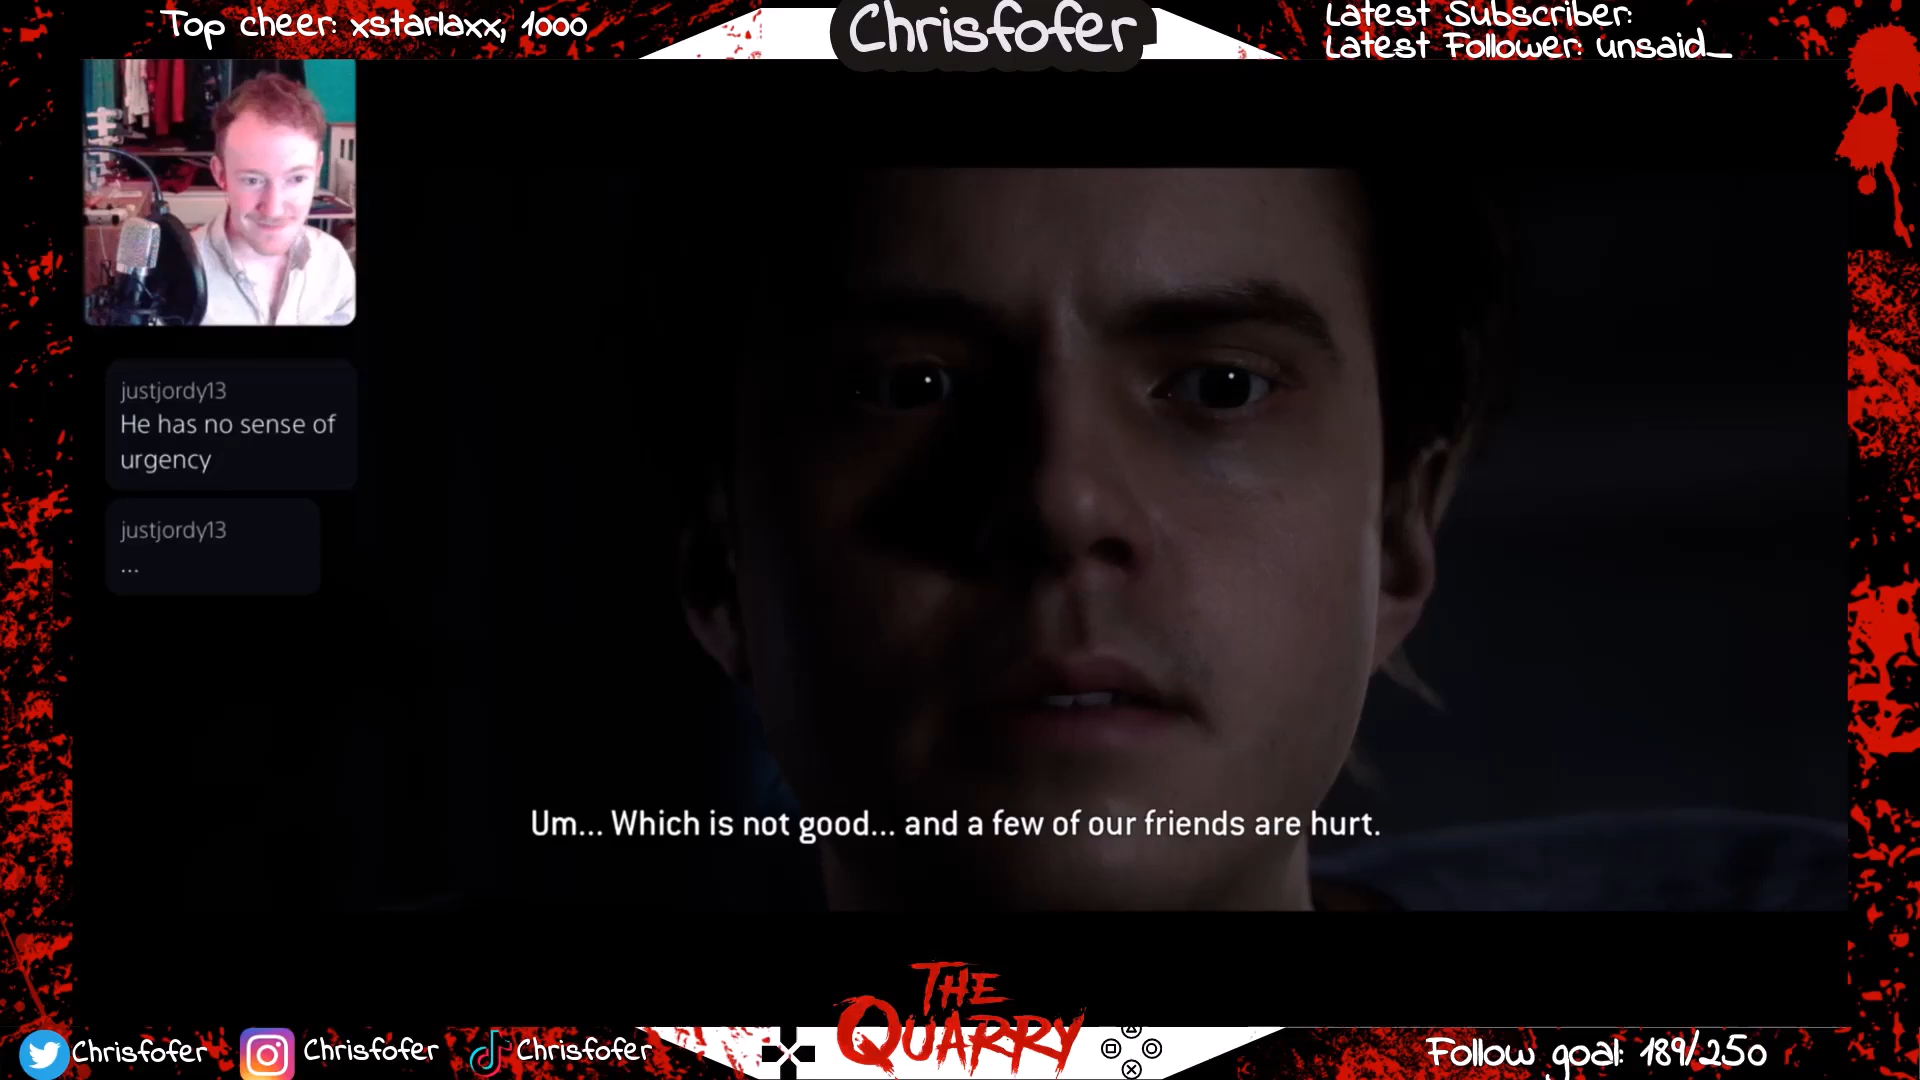 Top cheer: xstarlaxx, 1000
Chrisfofer
Latest Subscriber:
Latest Follower: unsaid__
justjordy13
He has no sense of
urgency
justjordy13
...
Um... Which is not good... and a few of our friends are hurt.
THE
QUARRY
Chrisfofer
Chrisfofer
Chrisfofer
Follow goal: 189/250